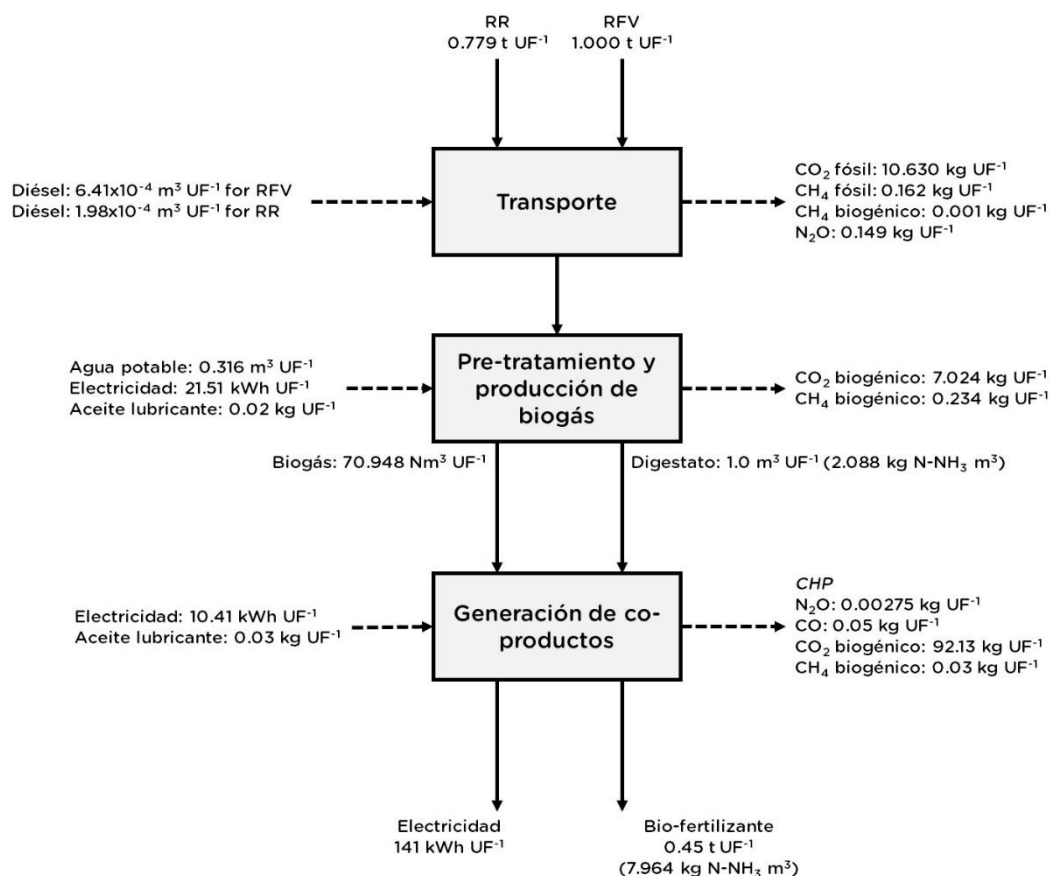 RR
0.779 t UF⁻¹
RFV
1.000 t UF⁻¹
Diésel: 6.41x10⁻⁴ m³ UF⁻¹ for RFV
Diésel: 1.98x10⁻⁴ m³ UF⁻¹ for RR
Transporte
CO₂ fósil: 10.630 kg UF⁻¹
CH₄ fósil: 0.162 kg UF⁻¹
CH₄ biogénico: 0.001 kg UF⁻¹
N₂O: 0.149 kg UF⁻¹
Agua potable: 0.316 m³ UF⁻¹
Electricidad: 21.51 kWh UF⁻¹
Aceite lubricante: 0.02 kg UF⁻¹
Pre-tratamiento y
producción de
biogás
CO₂ biogénico: 7.024 kg UF⁻¹
CH₄ biogénico: 0.234 kg UF⁻¹
Biogás: 70.948 Nm³ UF⁻¹
Digestato: 1.0 m³ UF⁻¹ (2.088 kg N-NH₃ m³)
Electricidad: 10.41 kWh UF⁻¹
Aceite lubricante: 0.03 kg UF⁻¹
Generación de co-
productos
CHP
N₂O: 0.00275 kg UF⁻¹
CO: 0.05 kg UF⁻¹
CO₂ biogénico: 92.13 kg UF⁻¹
CH₄ biogénico: 0.03 kg UF⁻¹
Electricidad
141 kWh UF⁻¹
Bio-fertilizante
0.45 t UF⁻¹
(7.964 kg N-NH₃ m³)